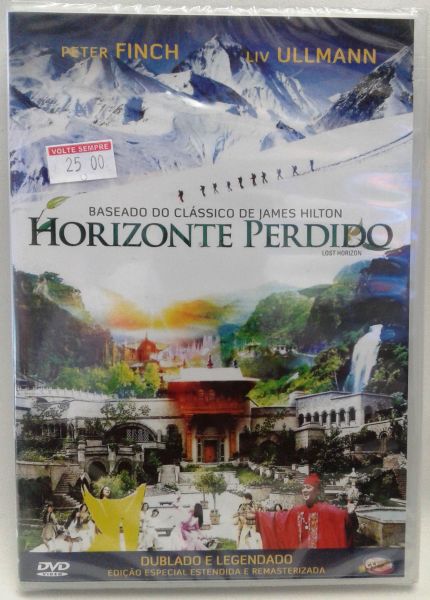 PETER FINCH LIV ULLMANN
VOLTE SEMPRE
25 00
BASEADO DO CLÁSSICO DE JAMES HILTON
HORIZONTE PERDIDO
LOST HORIZON
DUBLADO E LEGENDADO
EDIÇÃO ESPECIAL ESTENDIDA E REMASTERIZADA
DVD
VIDEO